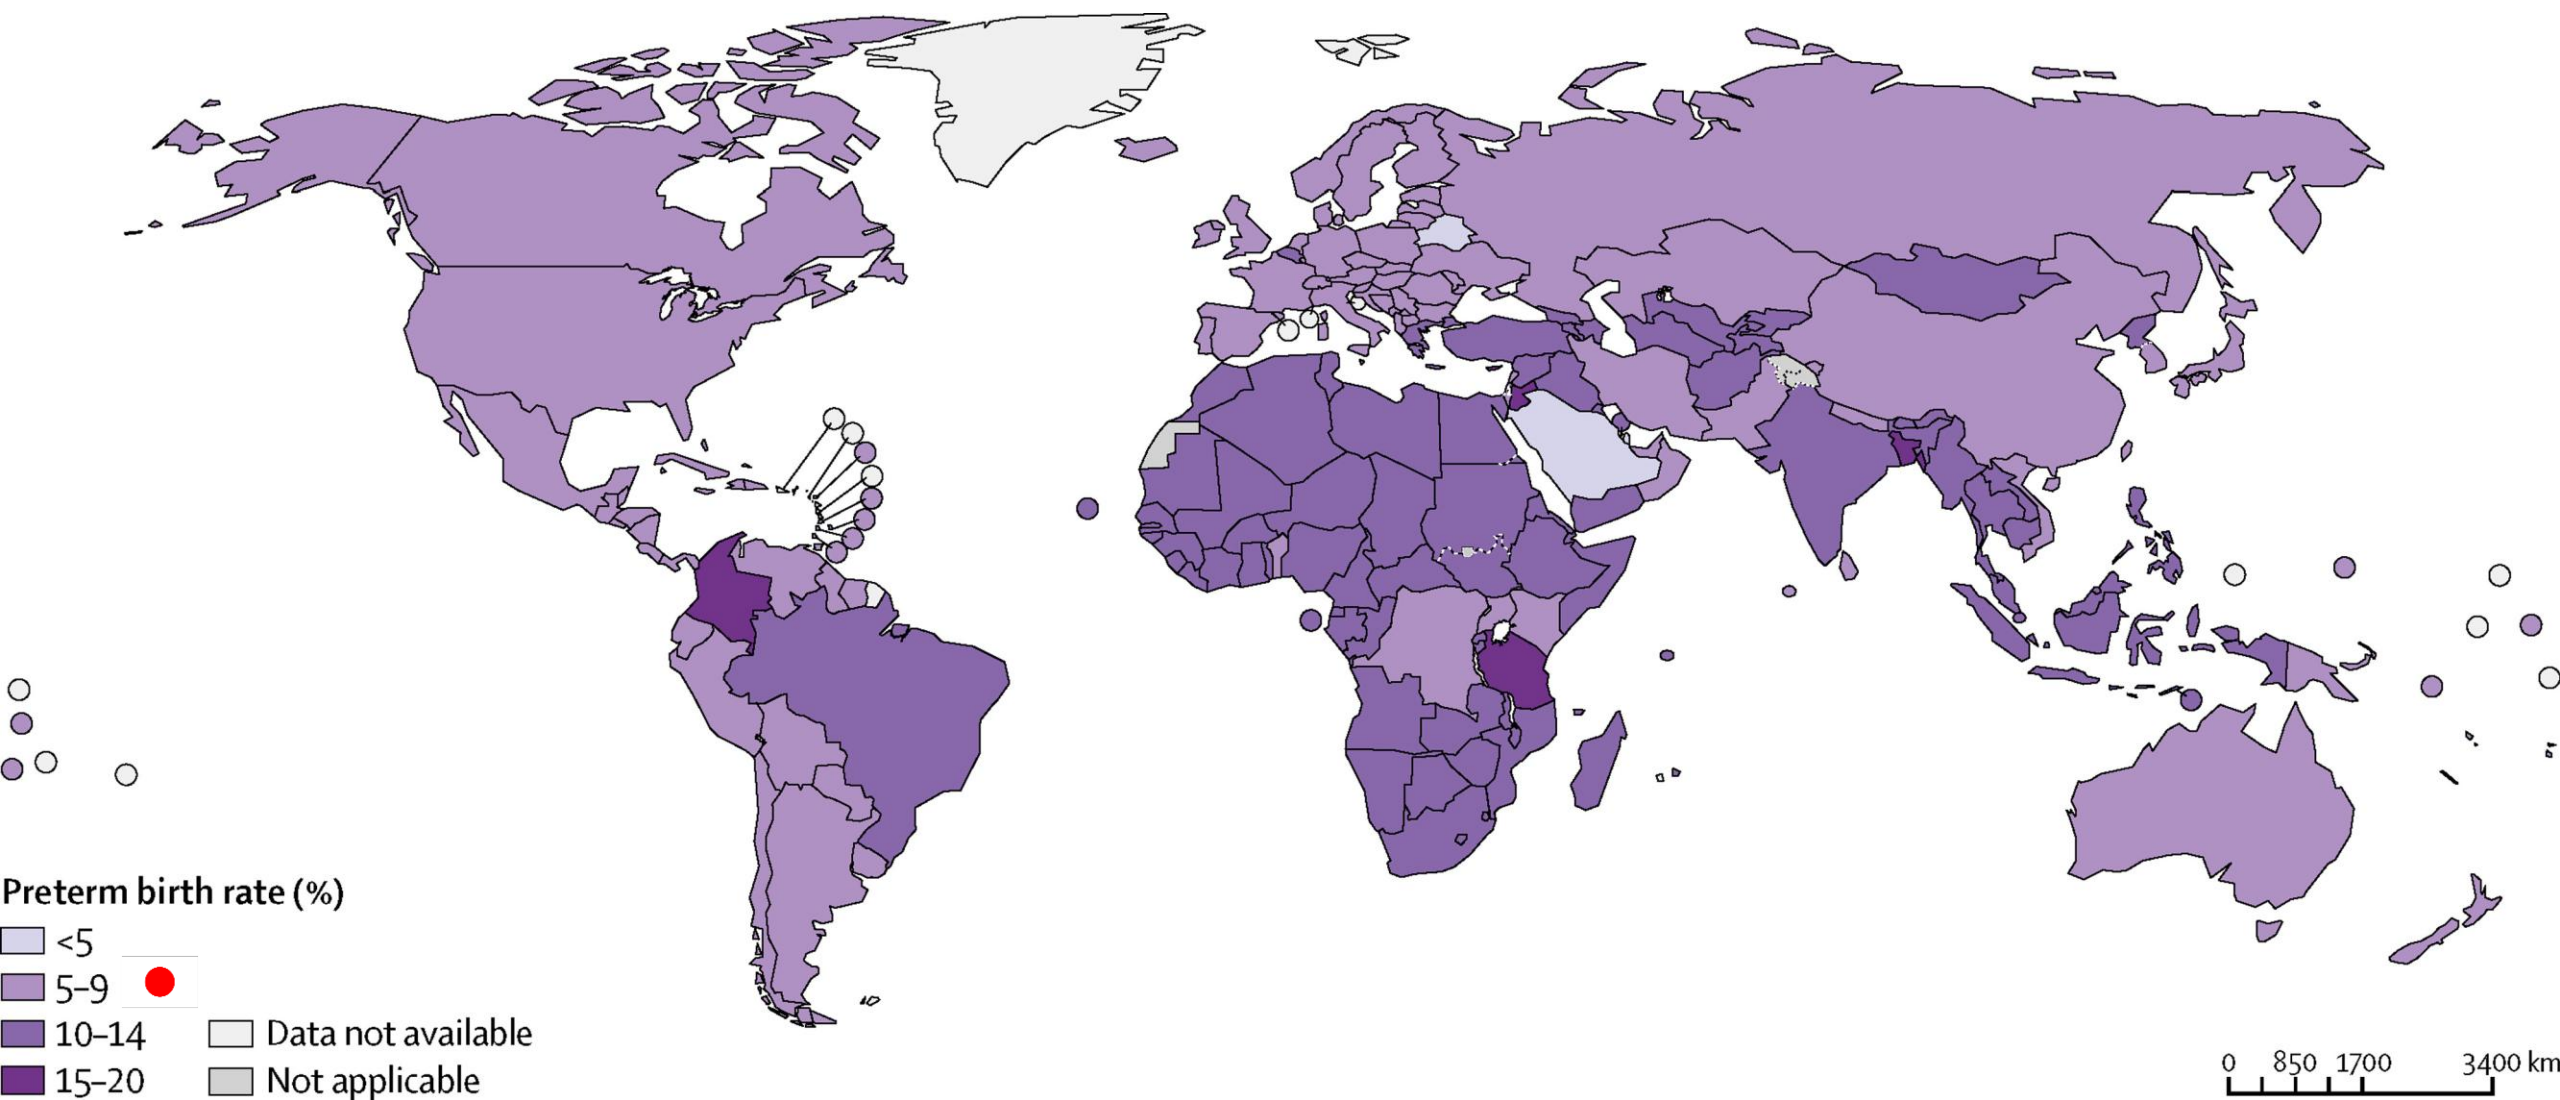 Preterm birth rate (%)
<5
5–9
10–14
15–20
Data not available
Not applicable
0 850 1700 3400 km